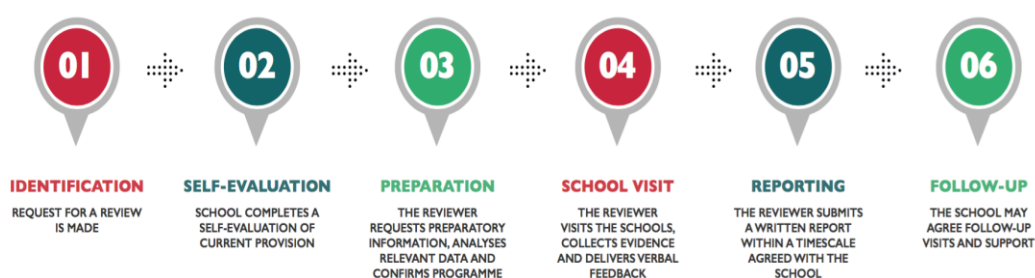 01
02
03
04
05
06
IDENTIFICATION
REQUEST FOR A REVIEW
IS MADE
SELF-EVALUATION
SCHOOL COMPLETES A
SELF-EVALUATION OF
CURRENT PROVISION
PREPARATION
THE REVIEWER
REQUESTS PREPARATORY
INFORMATION, ANALYSES
RELEVANT DATA AND
CONFIRMS PROGRAMME
SCHOOL VISIT
THE REVIEWER
VISITS THE SCHOOLS,
COLLECTS EVIDENCE
AND DELIVERS VERBAL
FEEDBACK
REPORTING
THE REVIEWER SUBMITS
A WRITTEN REPORT
WITHIN A TIMESCALE
AGREED WITH THE
SCHOOL
FOLLOW-UP
THE SCHOOL MAY
AGREE FOLLOW-UP
VISITS AND SUPPORT